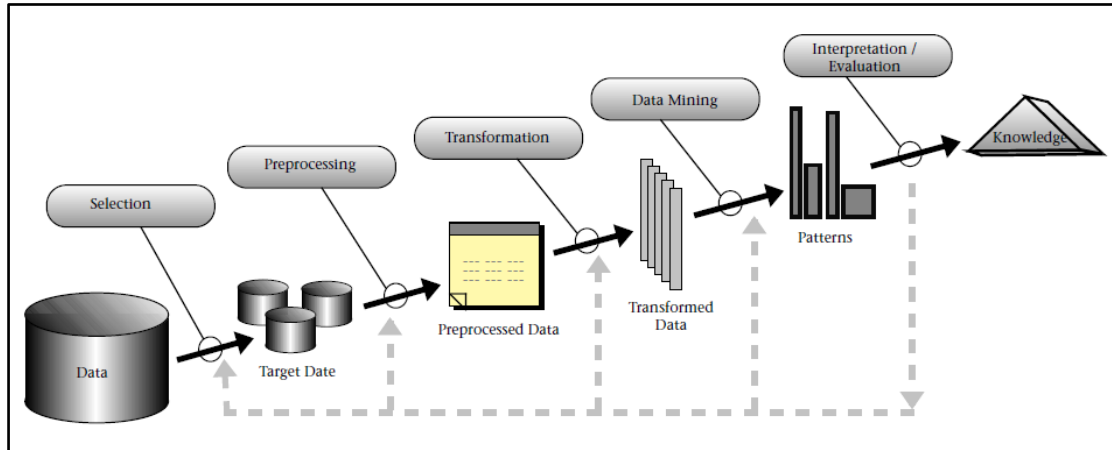 Interpretation /
Evaluation
Data Mining
Transformation
Preprocessing
Selection
Knowledge
Patterns
Transformed
Data
Preprocessed Data
Target Date
Data